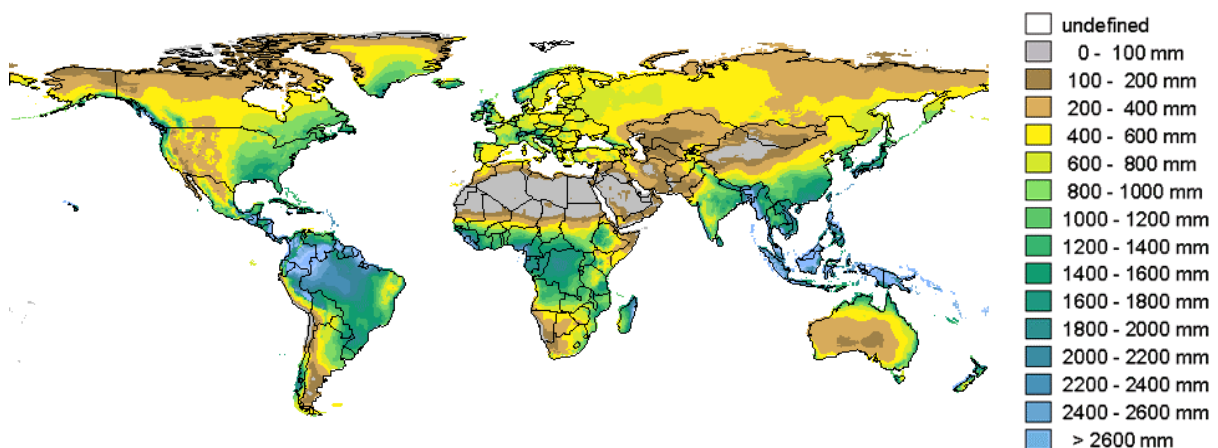 undefined
0 - 100 mm
100 - 200 mm
200 - 400 mm
400 - 600 mm
600 - 800 mm
800 - 1000 mm
1000 - 1200 mm
1200 - 1400 mm
1400 - 1600 mm
1600 - 1800 mm
1800 - 2000 mm
2000 - 2200 mm
2200 - 2400 mm
2400 - 2600 mm
> 2600 mm